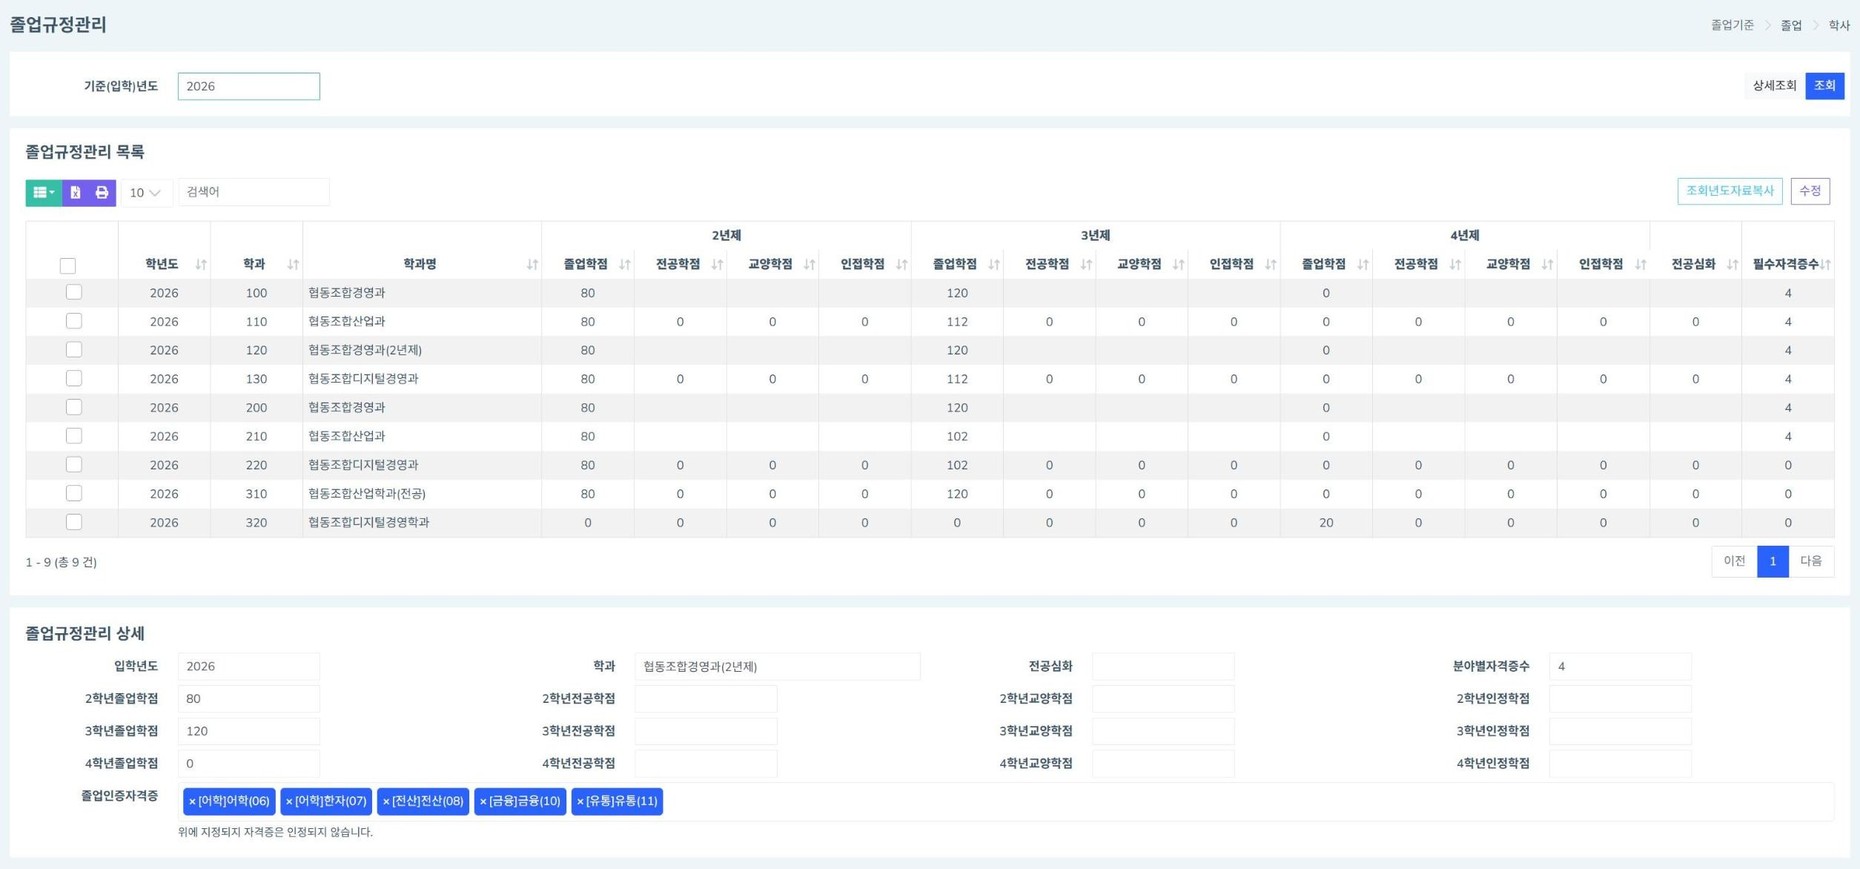 졸업규정관리
졸업기준 > 졸업 > 학사
기준(입학)년도 2026 상세조회 조회
졸업규정관리 목록
10 검색어 조회년도자료복사 수정
2년제 3년제 4년제
학년도 학과 학과명 졸업학점 전공학점 교양학점 인접학점 졸업학점 전공학점 교양학점 인접학점 졸업학점 전공학점 교양학점 인접학점 전공심화 필수자격증수
2026 100 협동조합경영과 80 120 0 4
2026 110 협동조합산업과 80 0 0 0 112 0 0 0 0 0 0 0 0 4
2026 120 협동조합경영과(2년제) 80 120 0 4
2026 130 협동조합디지털경영과 80 0 0 0 112 0 0 0 0 0 0 0 0 4
2026 200 협동조합경영과 80 120 0 4
2026 210 협동조합산업과 80 102 0 4
2026 220 협동조합디지털경영과 80 0 0 0 102 0 0 0 0 0 0 0 0 0
2026 310 협동조합산업학과(전공) 80 0 0 0 120 0 0 0 0 0 0 0 0 0
2026 320 협동조합디지털경영학과 0 0 0 0 0 0 0 0 20 0 0 0 0 0
1 - 9 (총 9 건) 이전 1 다음
졸업규정관리 상세
입학년도 2026 학과 협동조합경영과(2년제) 전공심화 분야별자격증수 4
2학년졸업학점 80 2학년전공학점 2학년교양학점 2학년인정학점
3학년졸업학점 120 3학년전공학점 3학년교양학점 3학년인정학점
4학년졸업학점 0 4학년전공학점 4학년교양학점 4학년인정학점
졸업인증자격증 ×[어학]어학(06) ×[어학]한자(07) ×[전산]전산(08) ×[금융]금융(10) ×[유통]유통(11)
위에 지정되지 자격증은 인정되지 않습니다.